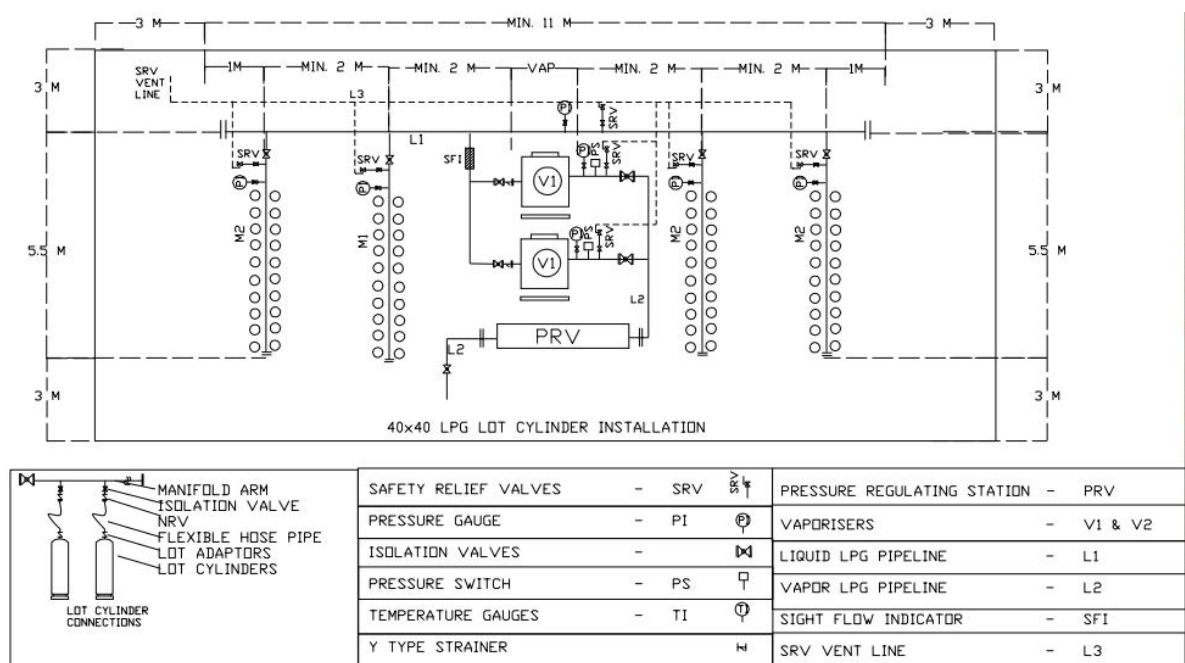 3 M
MIN. 11 M
3 M
SRV
VENT
LINE
1M
MIN. 2 M
MIN. 2 M
VAP
MIN. 2 M
MIN. 2 M
1M
3 M
3 M
L3
PI
SRV
L1
SRV
PI
SRV
PI
SFI
V1
PI
PS
SRV
SRV
PI
SRV
PI
M2
M1
M2
M2
5.5 M
5.5 M
V1
PI
PS
SRV
L2
PRV
L2
3 M
3 M
40x40 LPG LOT CYLINDER INSTALLATION
MANIFOLD ARM
ISOLATION VALVE
NRV
FLEXIBLE HOSE PIPE
LOT ADAPTORS
LOT CYLINDERS
LOT CYLINDER
CONNECTIONS
SAFETY RELIEF VALVES - SRV SRV
PRESSURE GAUGE - PI PI
ISOLATION VALVES -
PRESSURE SWITCH - PS
TEMPERATURE GAUGES - TI TI
Y TYPE STRAINER
PRESSURE REGULATING STATION - PRV
VAPORISERS - V1 & V2
LIQUID LPG PIPELINE - L1
VAPOR LPG PIPELINE - L2
SIGHT FLOW INDICATOR - SFI
SRV VENT LINE - L3